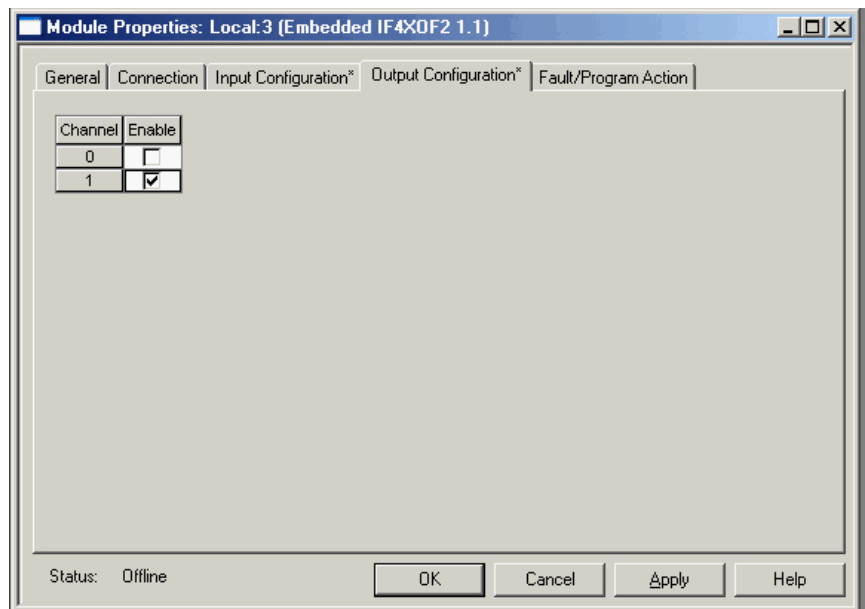 Module Properties: Local:3 (Embedded IF4XOF2 1.1)
General Connection Input Configuration* Output Configuration* Fault/Program Action
Channel Enable
0
1
Status: Offline OK Cancel Apply Help